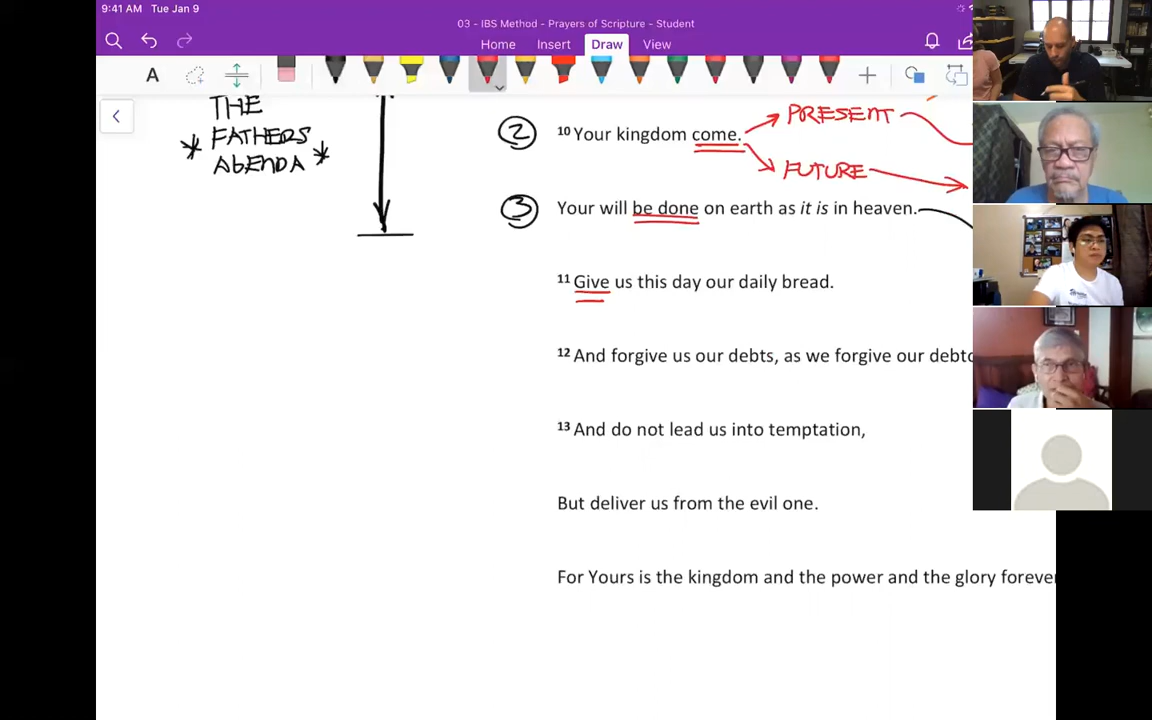 9:41 AM Tue Jan 9
03 - IBS Method - Prayers of Scripture - Student
Home Insert Draw View
A
THE
FATHERS
AGENDA
2 10 Your kingdom come. PRESENT
FUTURE
3 Your will be done on earth as it is in heaven.
11 Give us this day our daily bread.
12 And forgive us our debts, as we forgive our debto
13 And do not lead us into temptation,
But deliver us from the evil one.
For Yours is the kingdom and the power and the glory forever